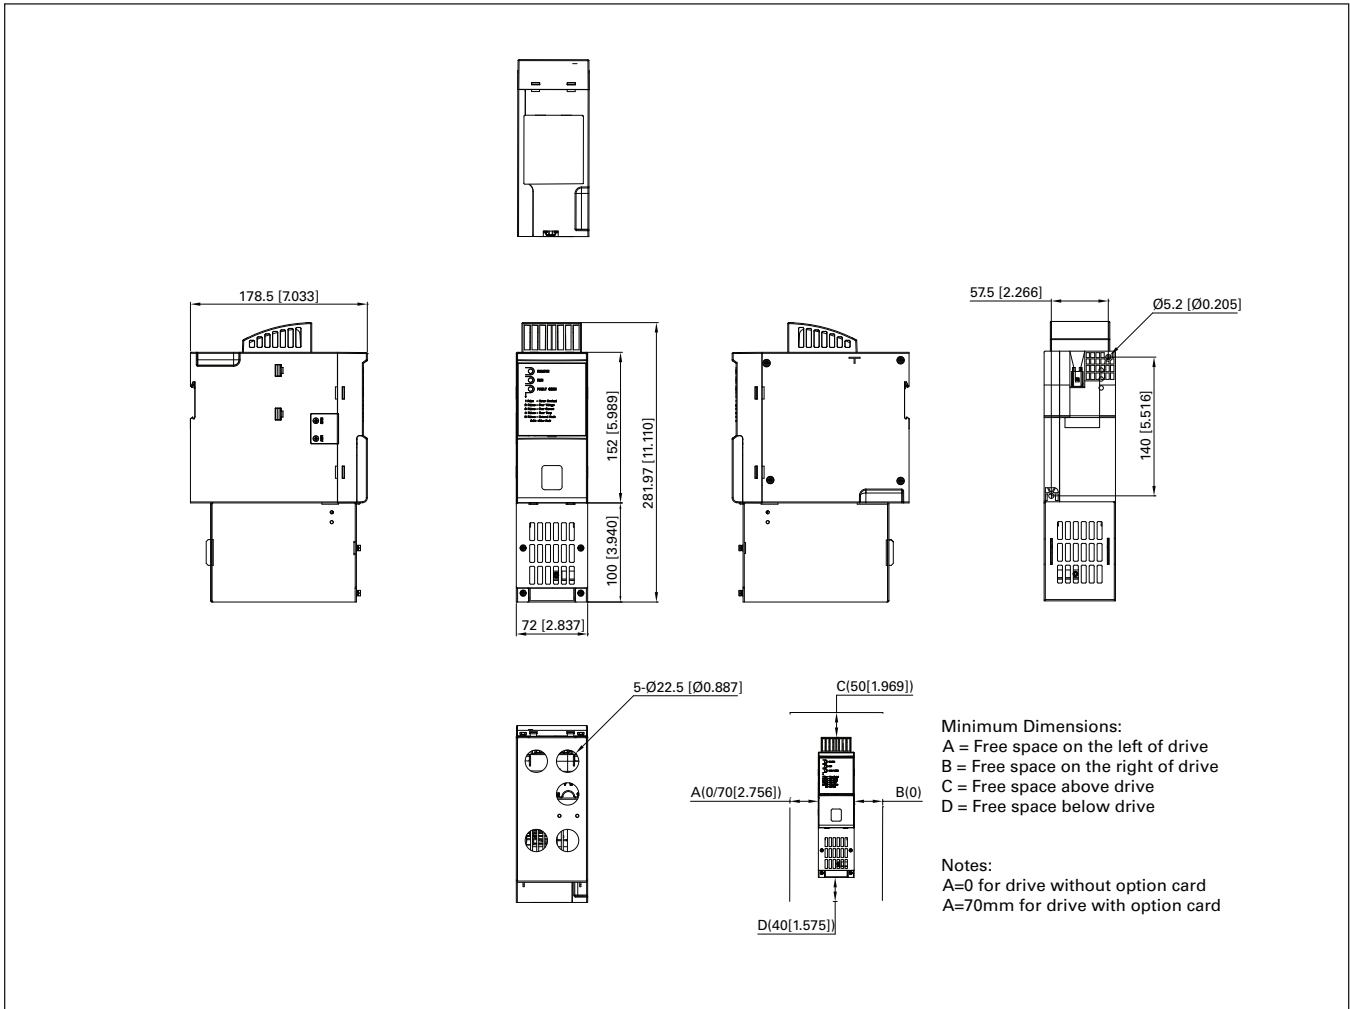 178.5 [7.033]
57.5 [2.266]
Ø5.2 [Ø0.205]
152 [5.989]
281.97 [11.110]
140 [5.516]
100 [3.940]
72 [2.837]
5-Ø22.5 [Ø0.887]
C(50[1.969])
A(0/70[2.756])
B(0)
D(40[1.575])
Minimum Dimensions:
A = Free space on the left of drive
B = Free space on the right of drive
C = Free space above drive
D = Free space below drive
Notes:
A=0 for drive without option card
A=70mm for drive with option card